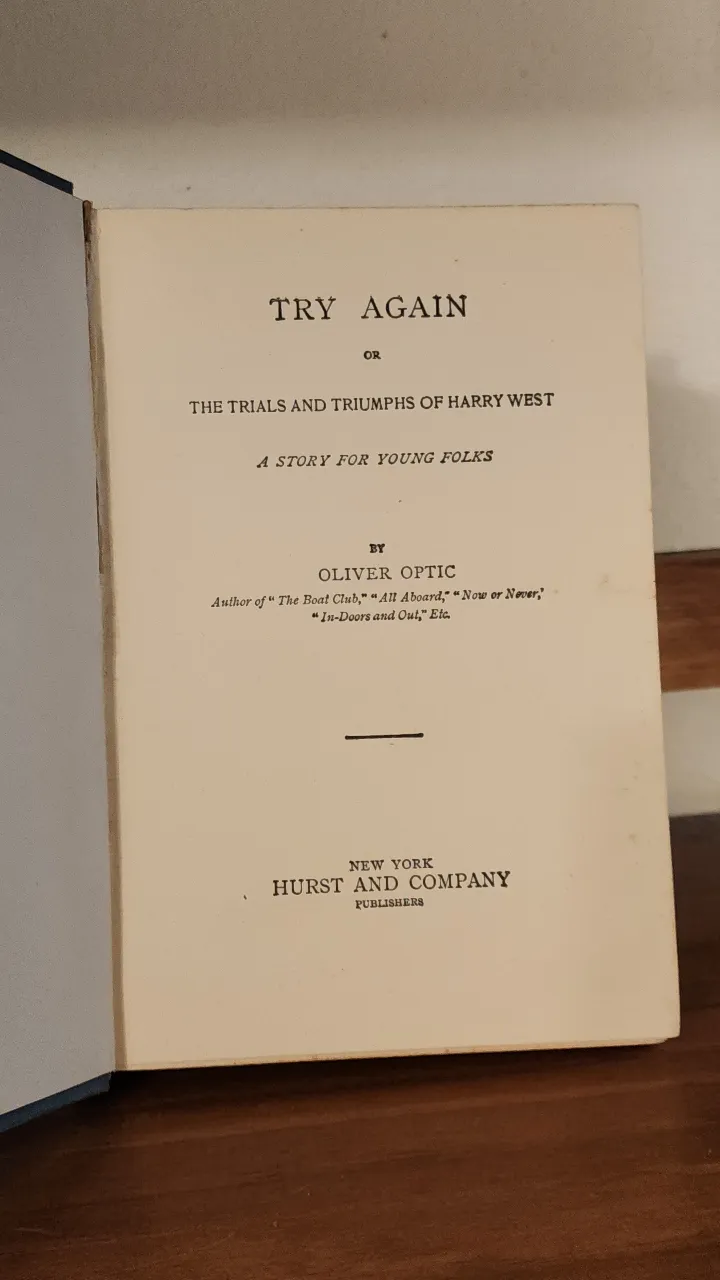 TRY AGAIN
OR
THE TRIALS AND TRIUMPHS OF HARRY WEST
A STORY FOR YOUNG FOLKS
BY
OLIVER OPTIC
Author of "The Boat Club," "All Aboard," "Now or Never,'
"In-Doors and Out," Etc.
NEW YORK
HURST AND COMPANY
PUBLISHERS